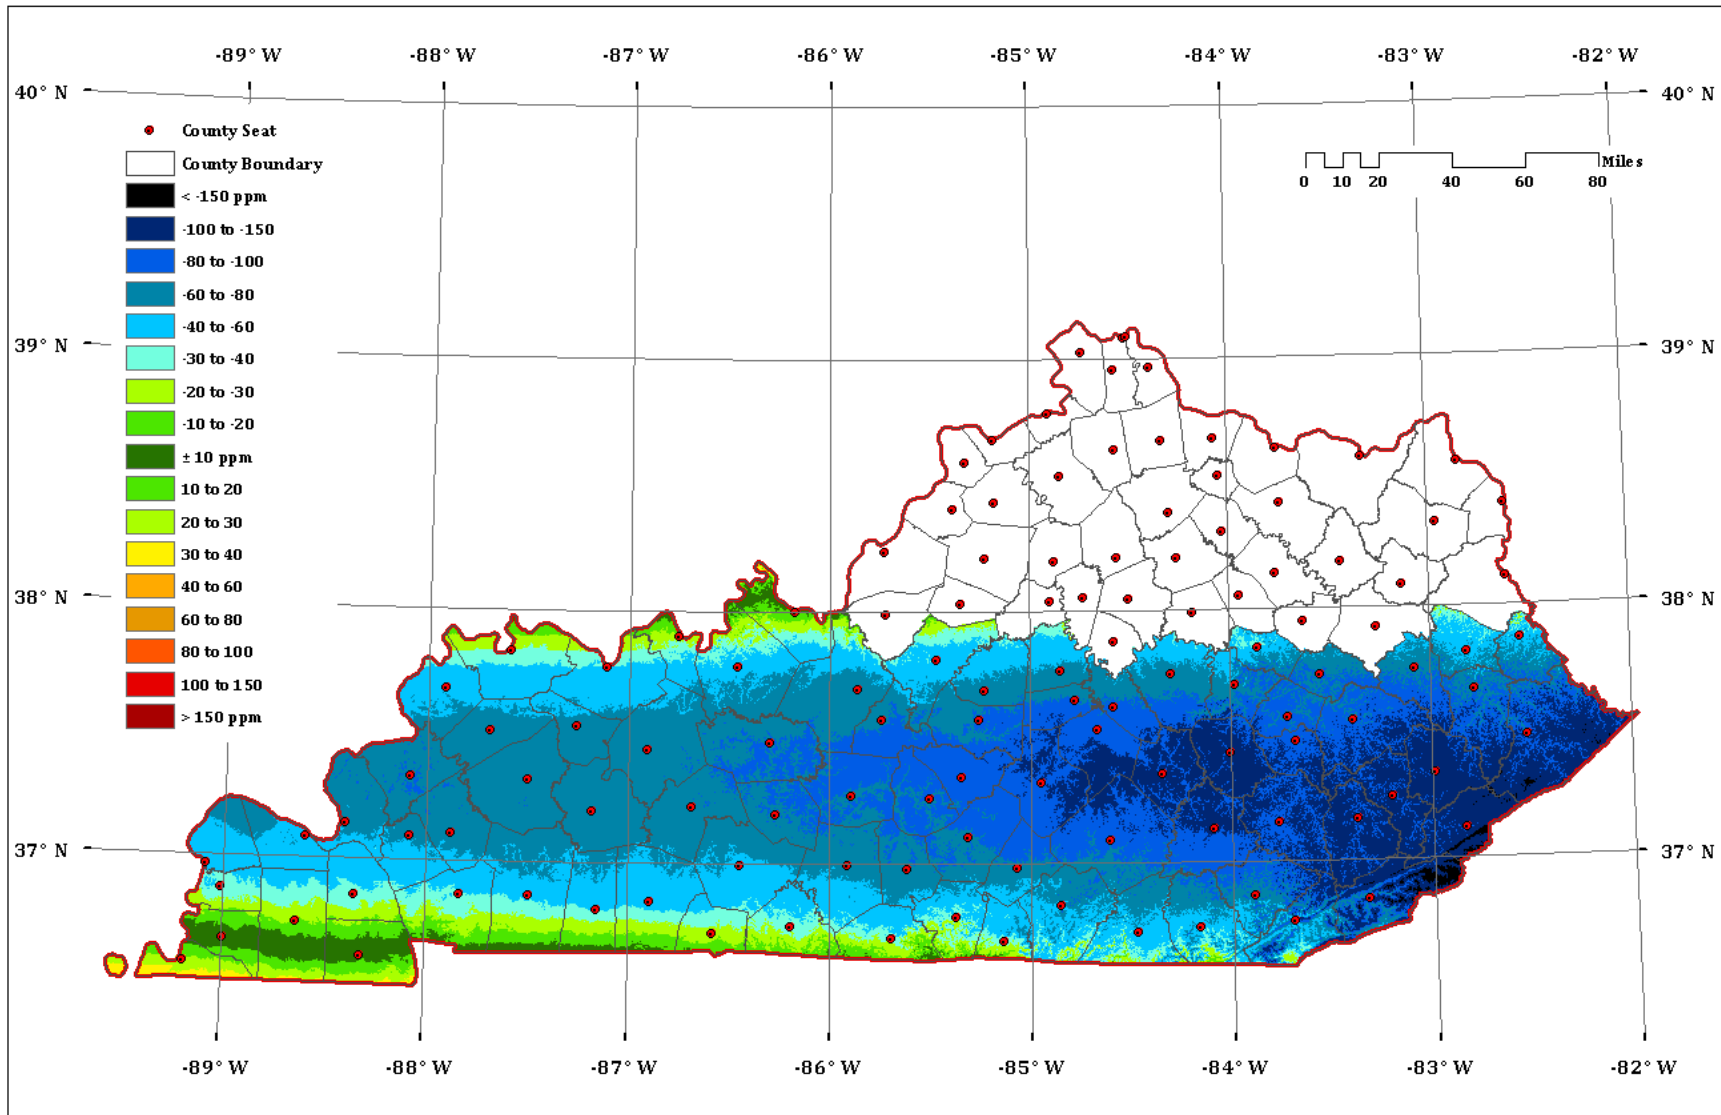 -89° W -88° W -87° W -86° W -85° W -84° W -83° W -82° W
40° N 40° N
County Seat
County Boundary
< -150 ppm
-100 to -150
-80 to -100
-60 to -80
-40 to -60
-30 to -40
-20 to -30
-10 to -20
± 10 ppm
10 to 20
20 to 30
30 to 40
40 to 60
60 to 80
80 to 100
100 to 150
> 150 ppm
Miles
0 10 20 40 60 80
39° N 39° N
38° N 38° N
37° N 37° N
-89° W -88° W -87° W -86° W -85° W -84° W -83° W -82° W